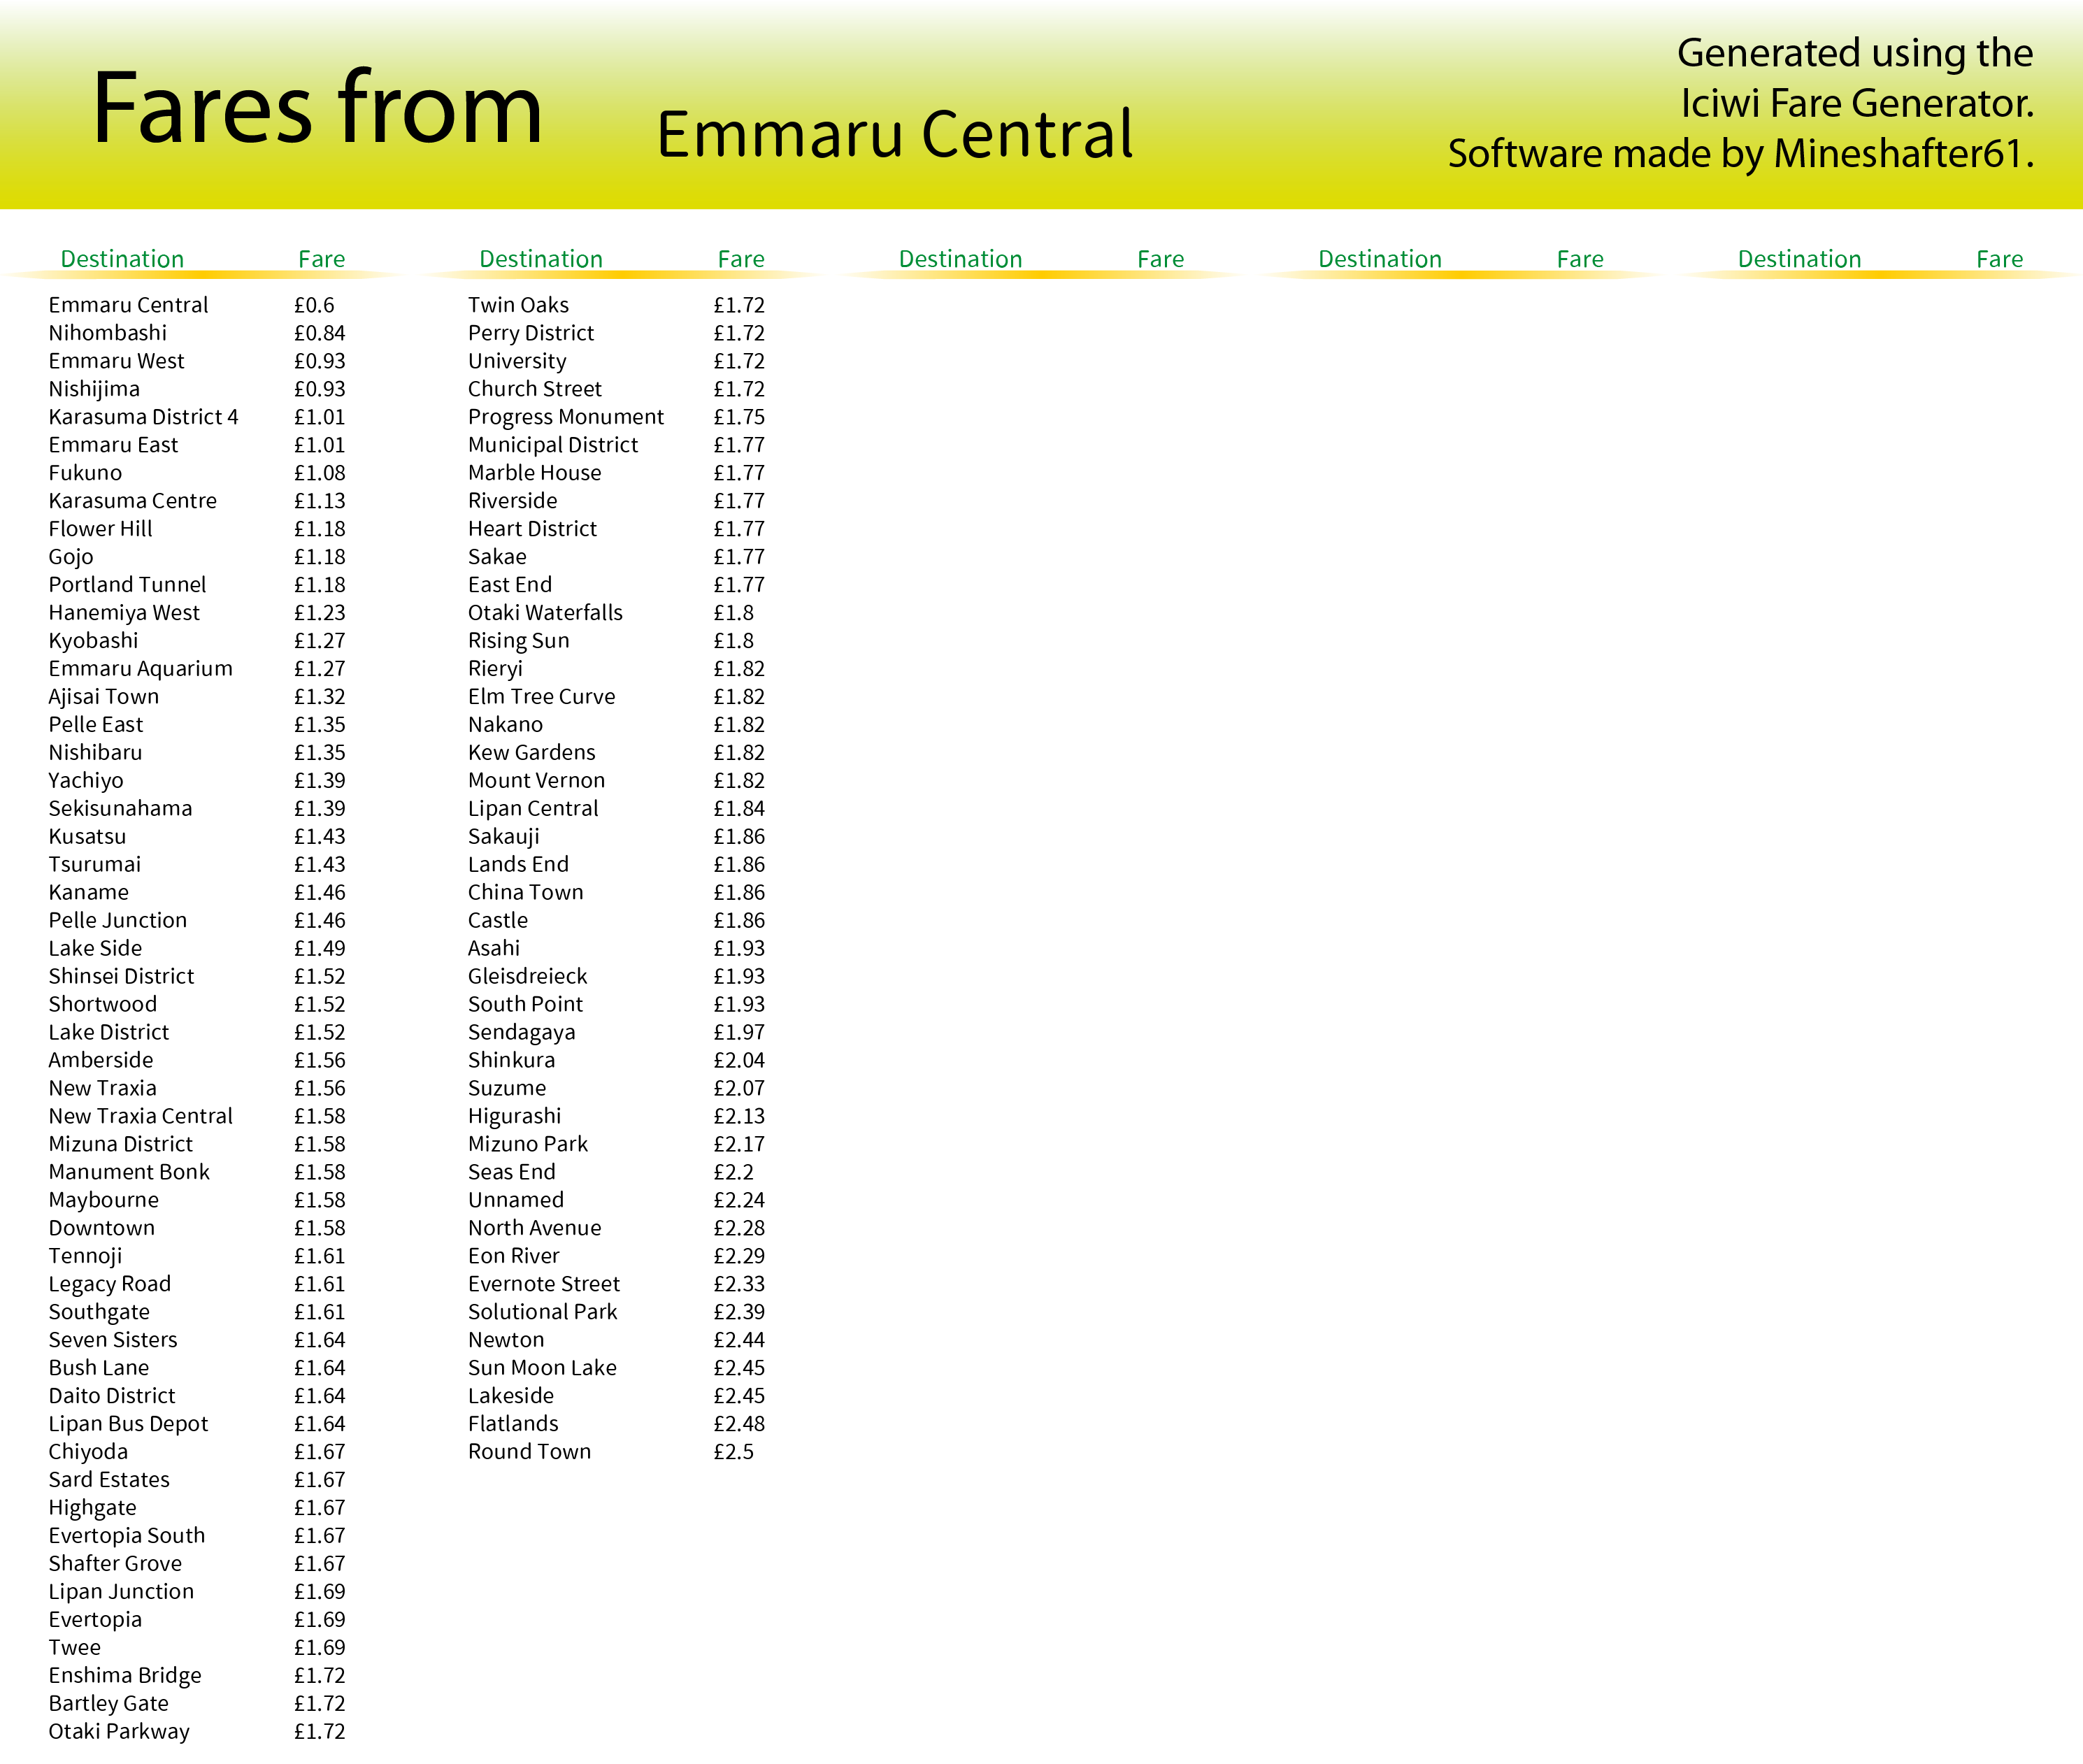 Fares from Emmaru Central
Generated using the
Iciwi Fare Generator.
Software made by Mineshafter61.
Destination Fare Destination Fare Destination Fare Destination Fare Destination Fare
Emmaru Central £0.6
Nihombashi £0.84
Emmaru West £0.93
Nishijima £0.93
Karasuma District 4 £1.01
Emmaru East £1.01
Fukuno £1.08
Karasuma Centre £1.13
Flower Hill £1.18
Gojo £1.18
Portland Tunnel £1.18
Hanemiya West £1.23
Kyobashi £1.27
Emmaru Aquarium £1.27
Ajisai Town £1.32
Pelle East £1.35
Nishibaru £1.35
Yachiyo £1.39
Sekisunahama £1.39
Kusatsu £1.43
Tsurumai £1.43
Kaname £1.46
Pelle Junction £1.46
Lake Side £1.49
Shinsei District £1.52
Shortwood £1.52
Lake District £1.52
Amberside £1.56
New Traxia £1.56
New Traxia Central £1.58
Mizuna District £1.58
Manument Bonk £1.58
Maybourne £1.58
Downtown £1.58
Tennoji £1.61
Legacy Road £1.61
Southgate £1.61
Seven Sisters £1.64
Bush Lane £1.64
Daito District £1.64
Lipan Bus Depot £1.64
Chiyoda £1.67
Sard Estates £1.67
Highgate £1.67
Evertopia South £1.67
Shafter Grove £1.67
Lipan Junction £1.69
Evertopia £1.69
Twee £1.69
Enshima Bridge £1.72
Bartley Gate £1.72
Otaki Parkway £1.72
Twin Oaks £1.72
Perry District £1.72
University £1.72
Church Street £1.72
Progress Monument £1.75
Municipal District £1.77
Marble House £1.77
Riverside £1.77
Heart District £1.77
Sakae £1.77
East End £1.77
Otaki Waterfalls £1.8
Rising Sun £1.8
Rieryi £1.82
Elm Tree Curve £1.82
Nakano £1.82
Kew Gardens £1.82
Mount Vernon £1.82
Lipan Central £1.84
Sakauji £1.86
Lands End £1.86
China Town £1.86
Castle £1.86
Asahi £1.93
Gleisdreieck £1.93
South Point £1.93
Sendagaya £1.97
Shinkura £2.04
Suzume £2.07
Higurashi £2.13
Mizuno Park £2.17
Seas End £2.2
Unnamed £2.24
North Avenue £2.28
Eon River £2.29
Evernote Street £2.33
Solutional Park £2.39
Newton £2.44
Sun Moon Lake £2.45
Lakeside £2.45
Flatlands £2.48
Round Town £2.5